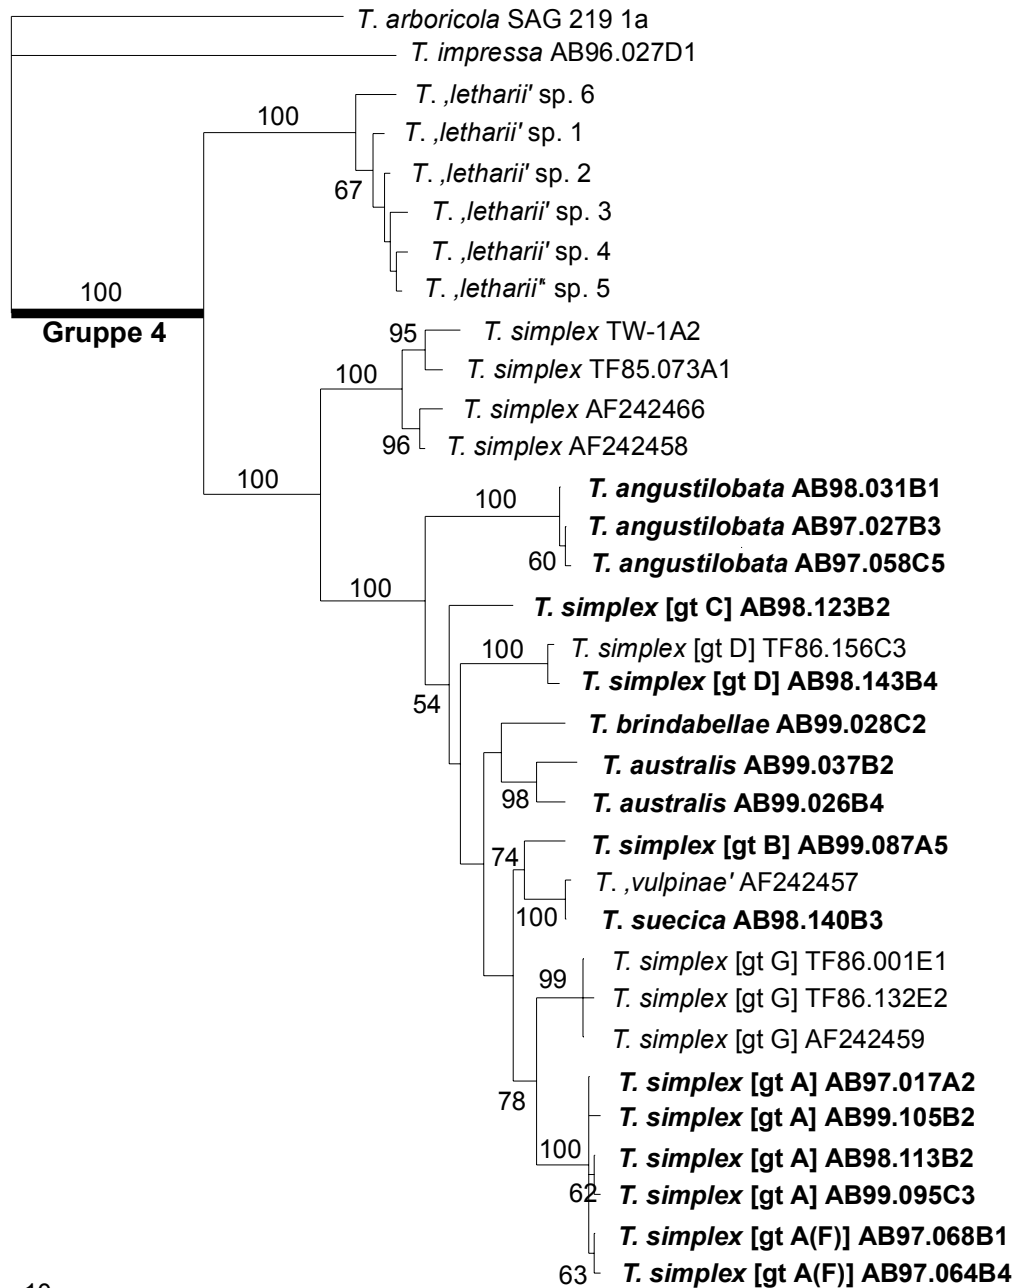 T. arboricola SAG 219 1a
T. impressa AB96.027D1
T. ,letharii' sp. 6
100
T. ,letharii' sp. 1
T. ,letharii' sp. 2
67
T. ,letharii' sp. 3
T. ,letharii' sp. 4
T. ,letharii'' sp. 5
100
Gruppe 4
T. simplex TW-1A2
95
T. simplex TF85.073A1
100
T. simplex AF242466
T. simplex AF242458
96
100
T. angustilobata AB98.031B1
100
T. angustilobata AB97.027B3
T. angustilobata AB97.058C5
60
100
T. simplex [gt C] AB98.123B2
T. simplex [gt D] TF86.156C3
100
T. simplex [gt D] AB98.143B4
54
T. brindabellae AB99.028C2
T. australis AB99.037B2
T. australis AB99.026B4
98
T. simplex [gt B] AB99.087A5
74
T. ,vulpinae' AF242457
T. suecica AB98.140B3
100
T. simplex [gt G] TF86.001E1
99
T. simplex [gt G] TF86.132E2
T. simplex [gt G] AF242459
T. simplex [gt A] AB97.017A2
78
T. simplex [gt A] AB99.105B2
100
T. simplex [gt A] AB98.113B2
62
T. simplex [gt A] AB99.095C3
T. simplex [gt A(F)] AB97.068B1
T. simplex [gt A(F)] AB97.064B4
63